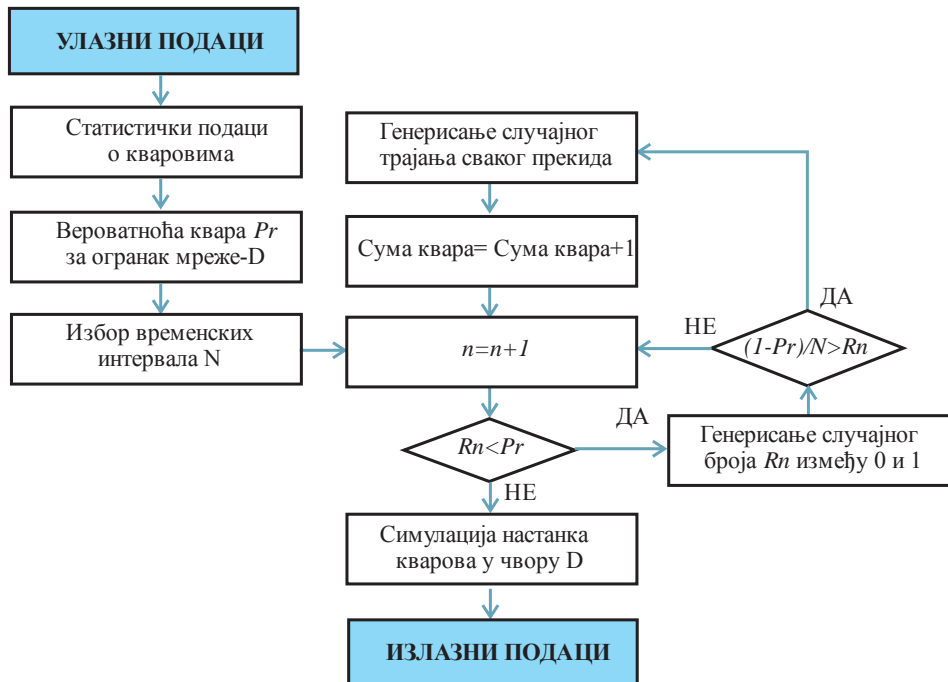 УЛАЗНИ ПОДАЦИ
Статистички подаци
о кваровима
Вероватноћа квара Pr
за огранак мреже-D
Избор временских
интервала N
Генерисање случајног
трајања сваког прекида
Сума квара= Сума квара+1
n=n+1
Rn<Pr
ДА
НЕ
Генерисање случајног
броја Rn између 0 и 1
(1-Pr)/N>Rn
ДА
НЕ
Симулација настанка
кварова у чвору D
ИЗЛАЗНИ ПОДАЦИ